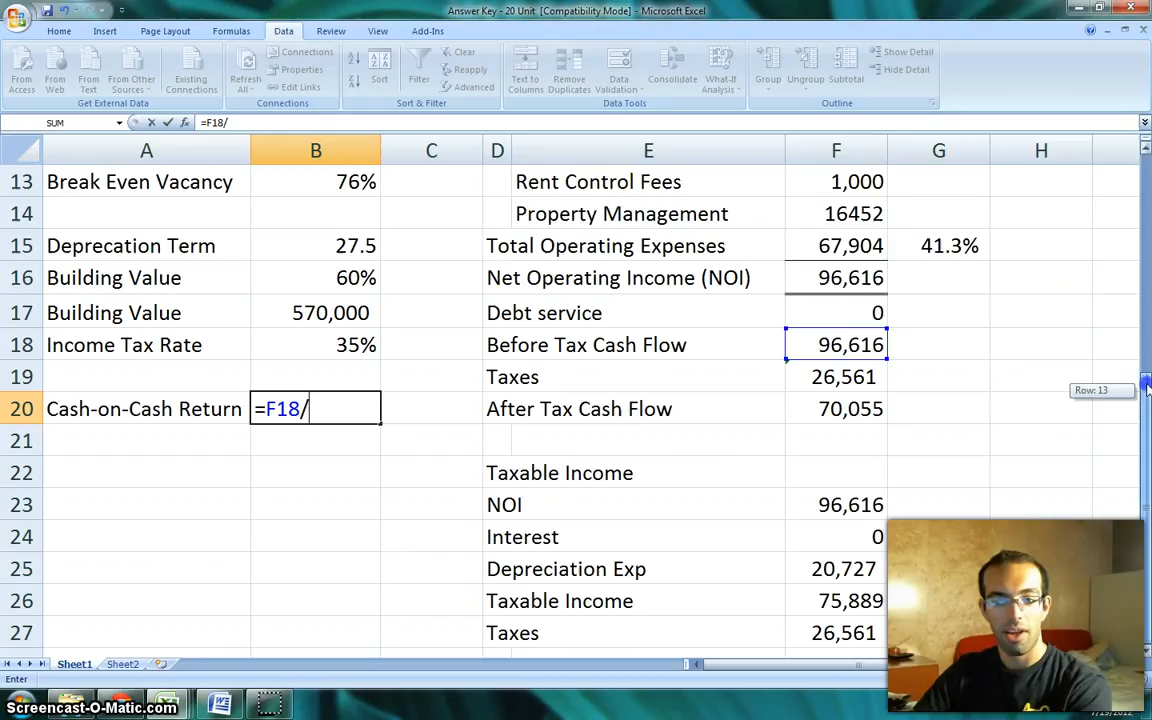 Answer Key - 20 Unit [Compatibility Mode] - Microsoft Excel
Home Insert Page Layout Formulas Data Review View Add-Ins
From Access From Web From Text From Other Sources Existing Connections Refresh All Connections Properties Edit Links Sort Filter Clear Reapply Advanced Text to Columns Remove Duplicates Data Validation Consolidate What-If Analysis Group Ungroup Subtotal Show Detail Hide Detail
Get External Data Connections Sort & Filter Data Tools Outline
SUM =F18/
A B C D E F G H
13 Break Even Vacancy 76% Rent Control Fees 1,000
14 Property Management 16452
15 Deprecation Term 27.5 Total Operating Expenses 67,904 41.3%
16 Building Value 60% Net Operating Income (NOI) 96,616
17 Building Value 570,000 Debt service 0
18 Income Tax Rate 35% Before Tax Cash Flow 96,616
19 Taxes 26,561
Row: 13
20 Cash-on-Cash Return =F18/ After Tax Cash Flow 70,055
21
22 Taxable Income
23 NOI 96,616
24 Interest 0
25 Depreciation Exp 20,727
26 Taxable Income 75,889
27 Taxes 26,561
Sheet1 Sheet2
Enter
Screencast-O-Matic.com